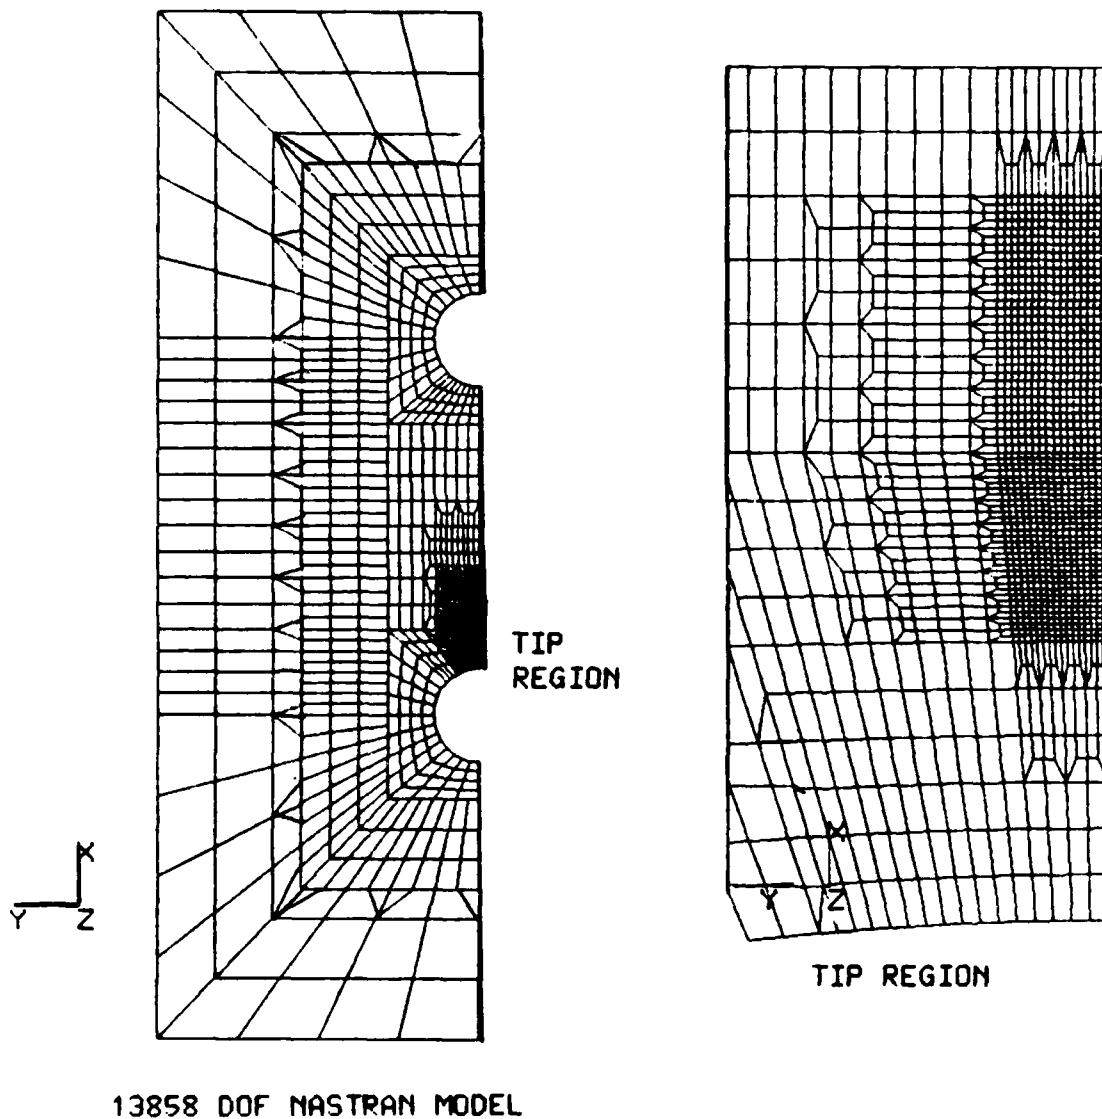 TIP
REGION
X
Y
Z
X
Y
Z
TIP REGION
13858 DOF NASTRAN MODEL